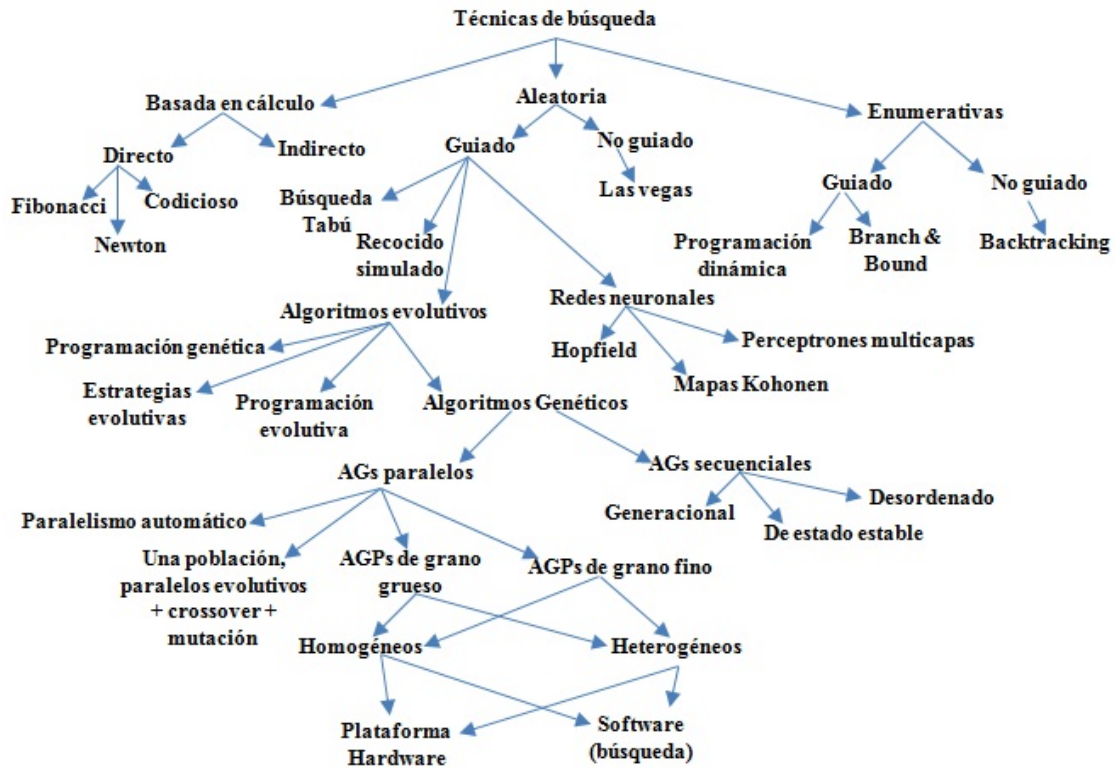 Técnicas de búsqueda
Basada en cálculo
Aleatoria
Enumerativas
Directo
Indirecto
Guiado
No guiado
Guiado
No guiado
Fibonacci
Codicioso
Newton
Búsqueda
Tabú
Recocido
simulado
Las vegas
Programación
dinámica
Branch &
Bound
Backtracking
Algoritmos evolutivos
Redes neuronales
Programación genética
Estrategias
evolutivas
Programación
evolutiva
Algoritmos Genéticos
Hopfield
Mapas Kohonen
Perceptrones multicapas
AGs paralelos
AGs secuenciales
Paralelismo automático
Una población,
paralelos evolutivos
+ crossover +
mutación
AGPs de grano
grueso
AGPs de grano fino
Generacional
De estado estable
Desordenado
Homogéneos
Heterogéneos
Plataforma
Hardware
Software
(búsqueda)